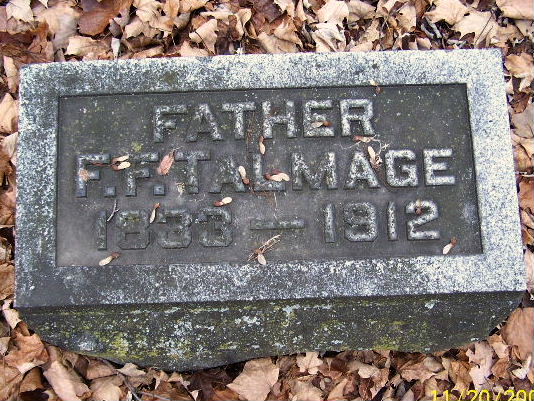 FATHER
F. F. TALMAGE
1833 — 1912